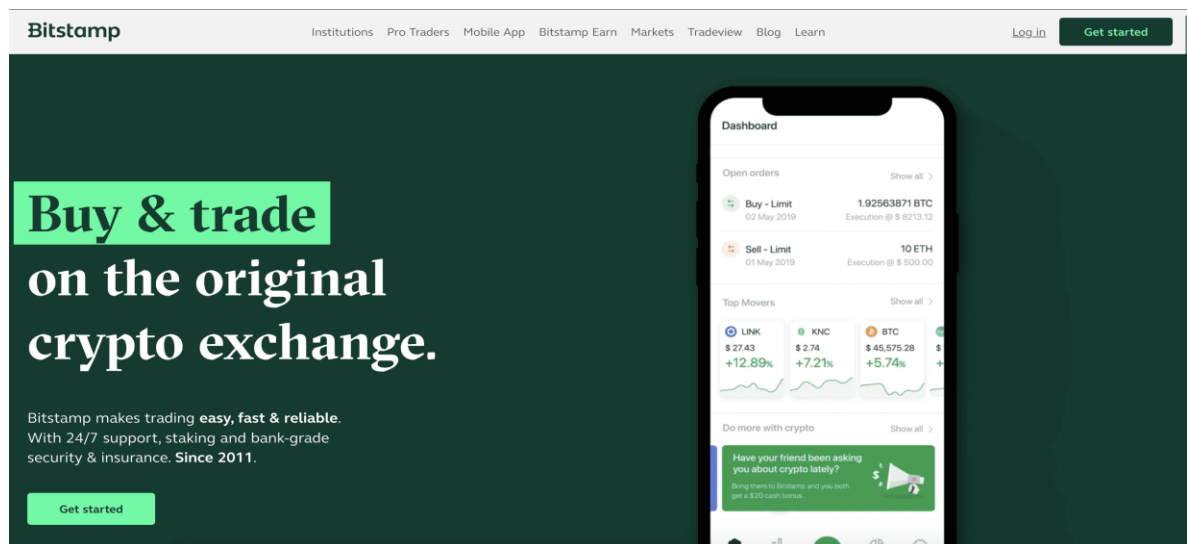 Bitstamp
Institutions Pro Traders Mobile App Bitstamp Earn Markets Tradeview Blog Learn
Log in
Get started
Buy & trade
on the original
crypto exchange.
Bitstamp makes trading easy, fast & reliable.
With 24/7 support, staking and bank-grade
security & insurance. Since 2011.
Get started
Dashboard
Open orders Show all >
Buy - Limit 1.92563871 BTC
02 May 2019 Execution @ $ 8213.12
Sell - Limit 10 ETH
01 May 2019 Execution @ $ 500.00
Top Movers Show all >
LINK KNC BTC
$ 27.43 $ 2.74 $ 45,575.28 $
+12.89% +7.21% +5.74% +
Do more with crypto Show all >
Have your friend been asking
you about crypto lately?
Bring them to Bitstamp and you both
get a $20 cash bonus